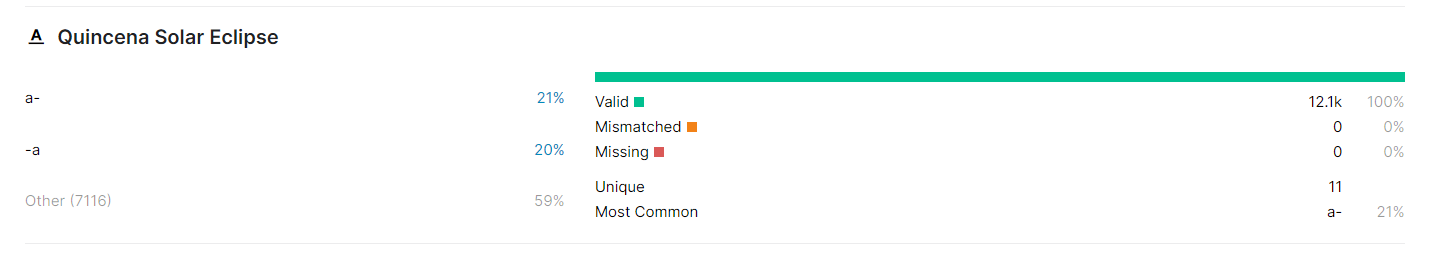 A Quincena Solar Eclipse
a- 21%
-a 20%
Other (7116) 59%
Valid 12.1k 100%
Mismatched 0 0%
Missing 0 0%
Unique 11
Most Common a- 21%